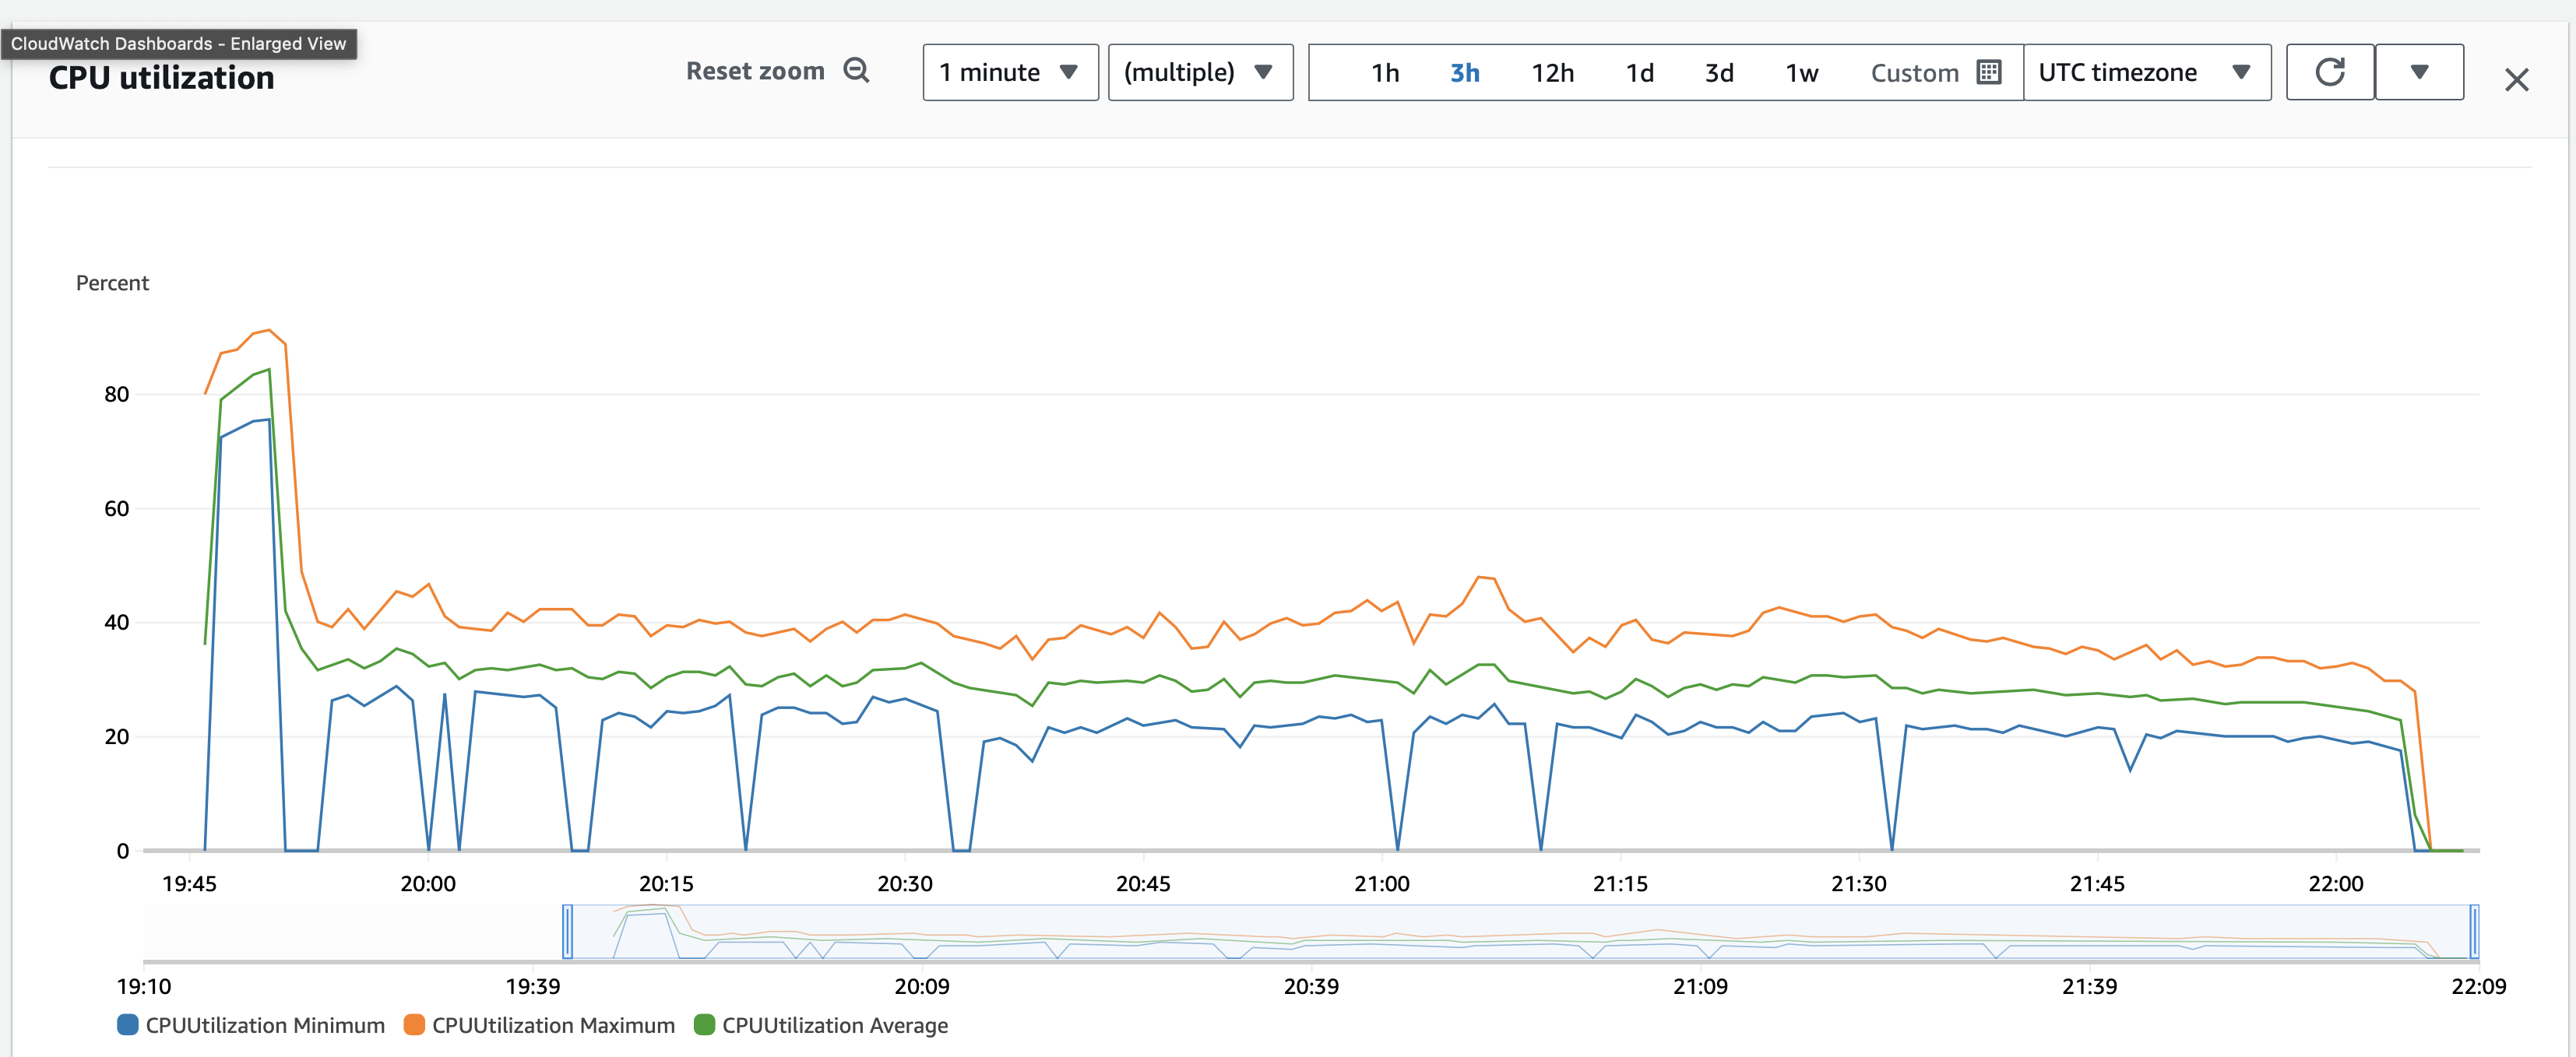 CloudWatch Dashboards - Enlarged View
CPU utilization
Reset zoom
1 minute
(multiple)
1h 3h 12h 1d 3d 1w Custom
UTC timezone
Percent
80
60
40
20
0
19:45 20:00 20:15 20:30 20:45 21:00 21:15 21:30 21:45 22:00
19:10 19:39 20:09 20:39 21:09 21:39 22:09
CPUUtilization Minimum CPUUtilization Maximum CPUUtilization Average